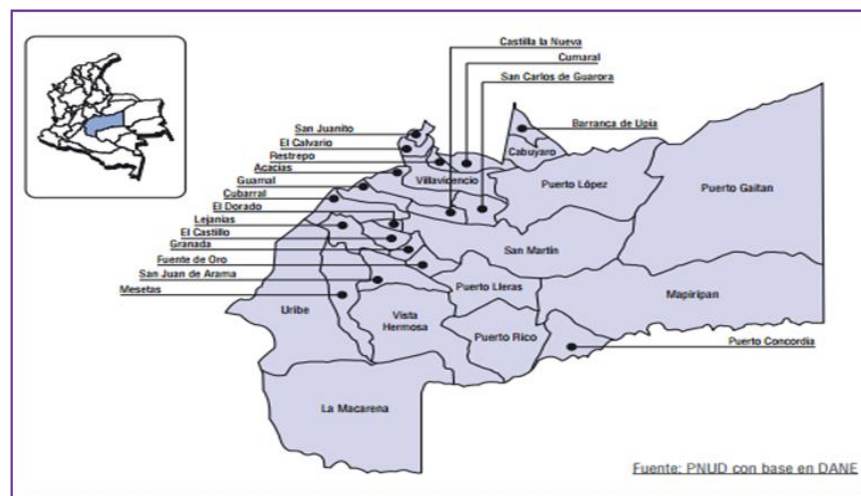 Castilla la Nueva
Cumaral
San Carlos de Guarora
San Juanito
El Calvario
Restrepo
Acacias
Guamal
Cubarral
El Dorado
Lejanías
El Castillo
Granada
Fuente de Oro
San Juan de Arama
Mesetas
Barranca de Upia
Cabuyaro
Villavicencio
Puerto López
Puerto Gaitan
San Martín
Puerto Lleras
Mapiripan
Uribe
Vista
Hermosa
Puerto Rico
Puerto Concordia
La Macarena
Fuente: PNUD con base en DANE